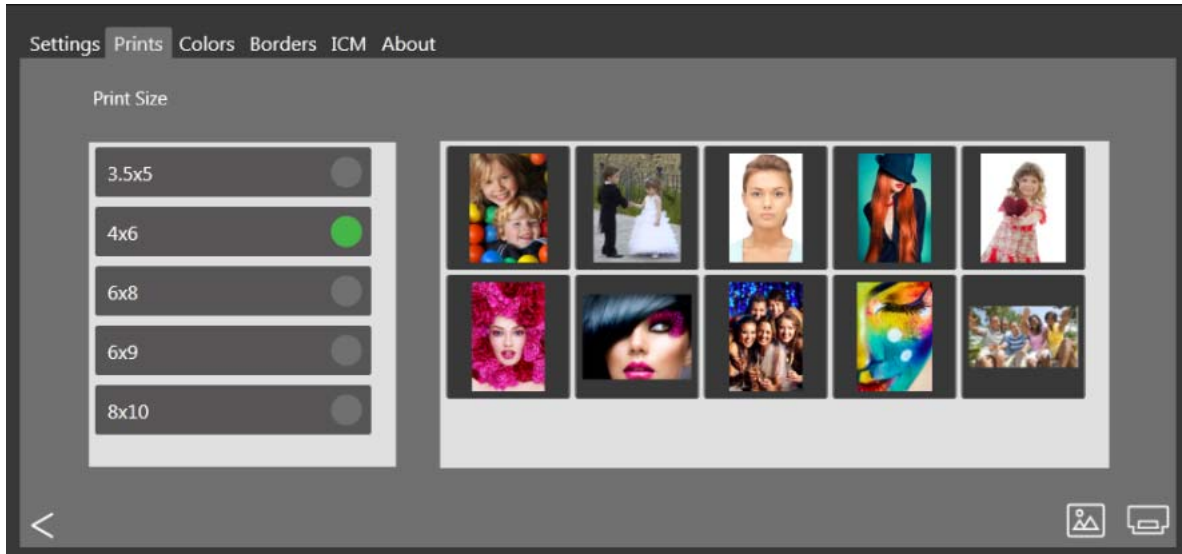 Settings Prints Colors Borders ICM About
Print Size
3.5x5
4x6
6x8
6x9
8x10